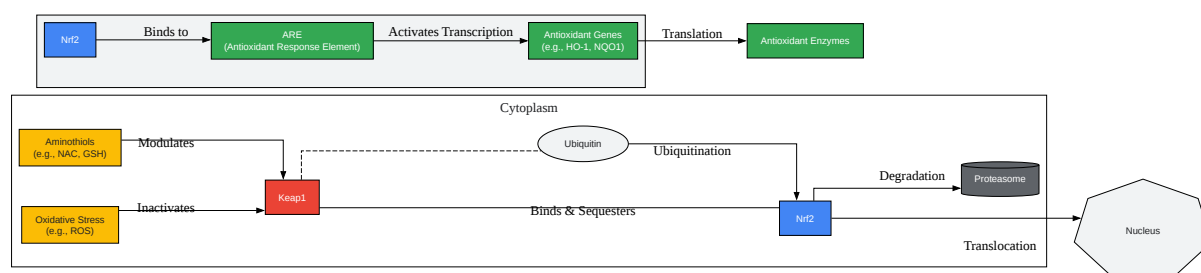 Nrf2
Binds to
ARE
(Antioxidant Response Element)
Activates Transcription
Antioxidant Genes
(e.g., HO-1, NQO1)
Translation
Antioxidant Enzymes
Cytoplasm
Aminothiols
(e.g., NAC, GSH)
Modulates
Ubiquitin
Ubiquitination
Degradation
Proteasome
Keap1
Oxidative Stress
(e.g., ROS)
Inactivates
Binds & Sequesters
Nrf2
Translocation
Nucleus